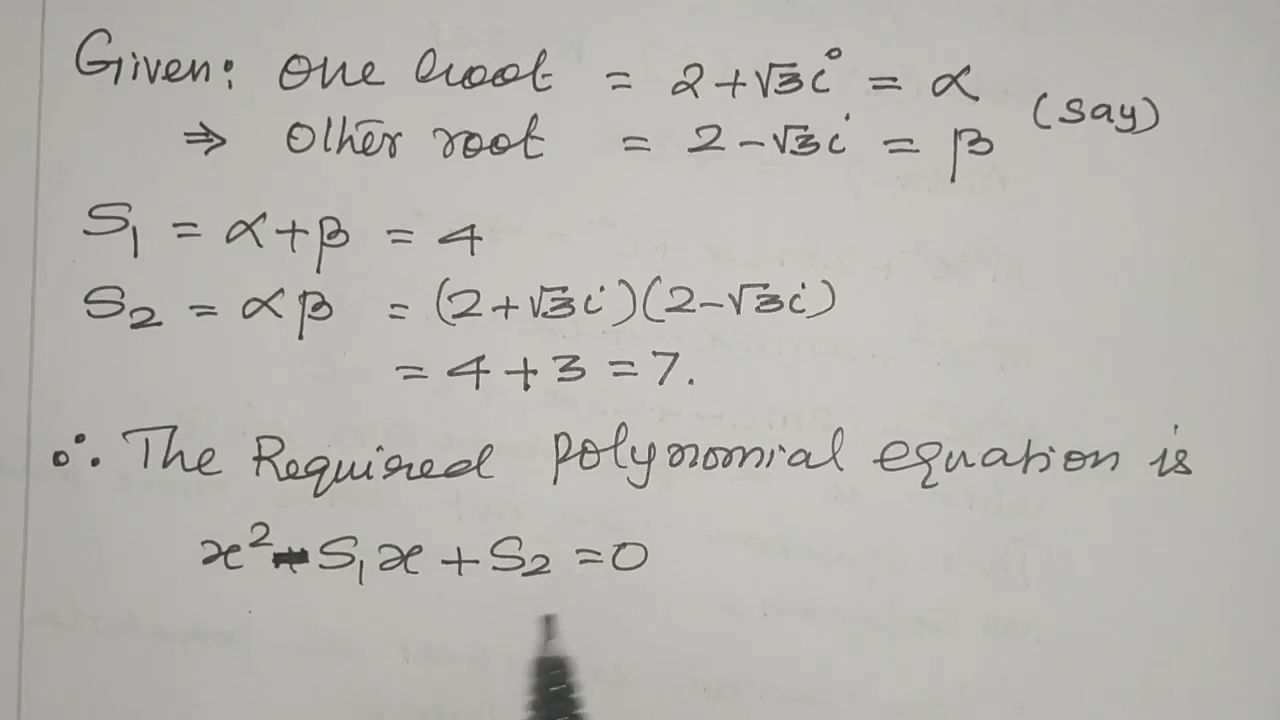 Given: One root = 2+√3i = α
(say)
⇒ Other root = 2-√3i = β
S₁ = α+β = 4
S₂ = αβ = (2+√3i)(2-√3i)
= 4+3 = 7.
∴ The Required polynomial equation is
x² - S₁x + S₂ = 0